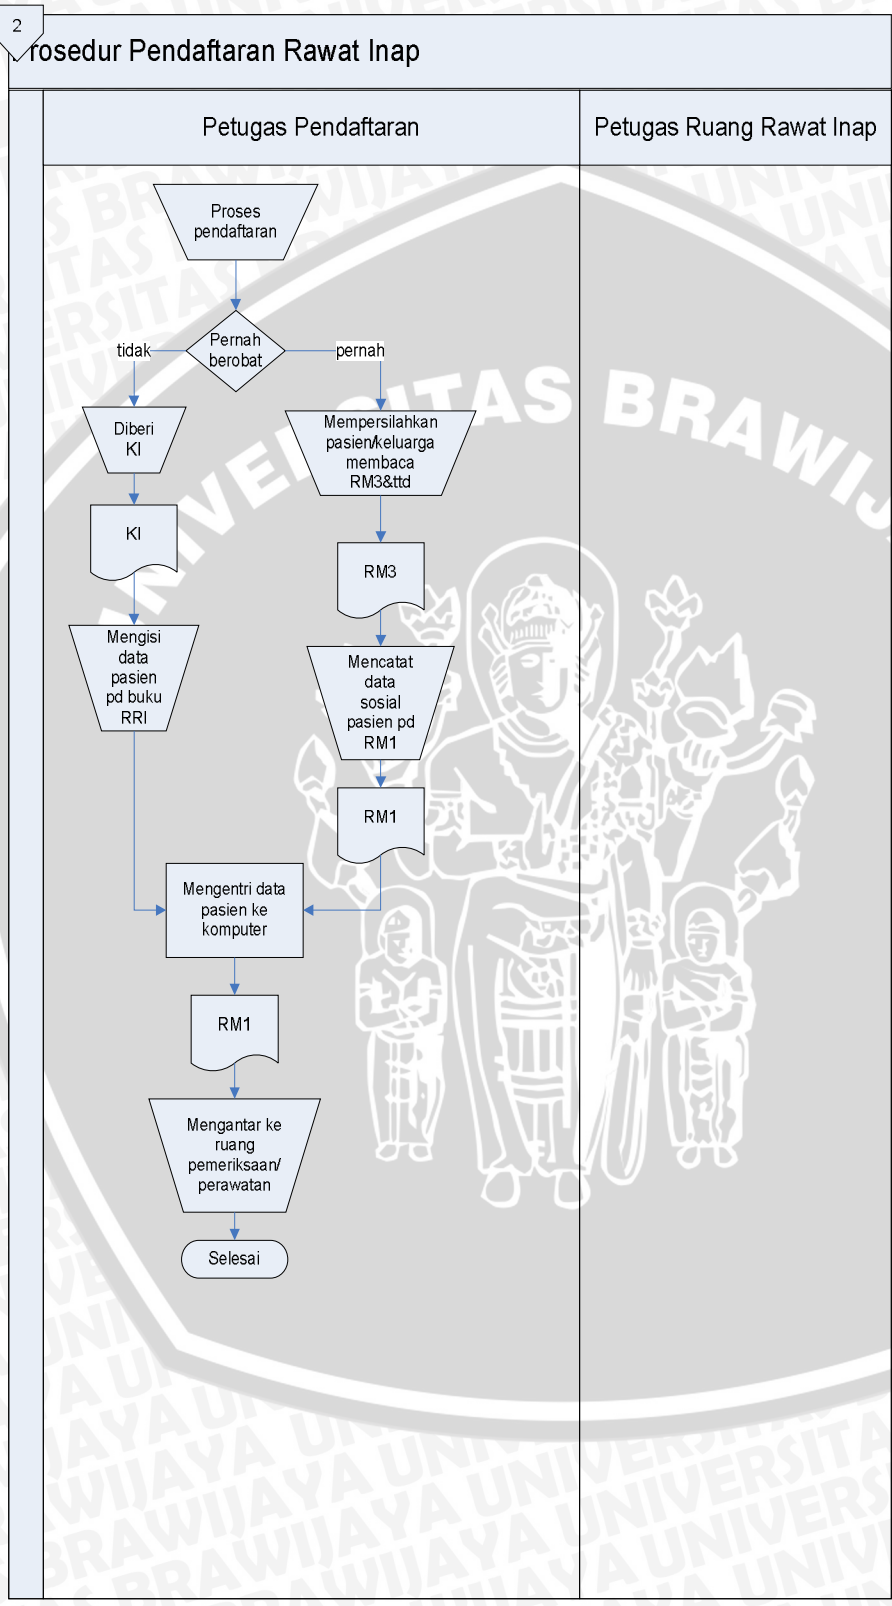 2
rosedur Pendaftaran Rawat Inap
Petugas Pendaftaran
Petugas Ruang Rawat Inap
Proses
pendaftaran
Pernah
berobat
tidak
pernah
Diberi
KI
KI
Mengisi
data
pasien
pd buku
RRI
Mempersilahkan
pasien/keluarga
membaca
RM3&ttd
RM3
Mencatat
data
sosial
pasien pd
RM1
RM1
Mengentri data
pasien ke
komputer
RM1
Mengantar ke
ruang
pemeriksaan/
perawatan
Selesai
UNIVERSITAS BRAWIJ